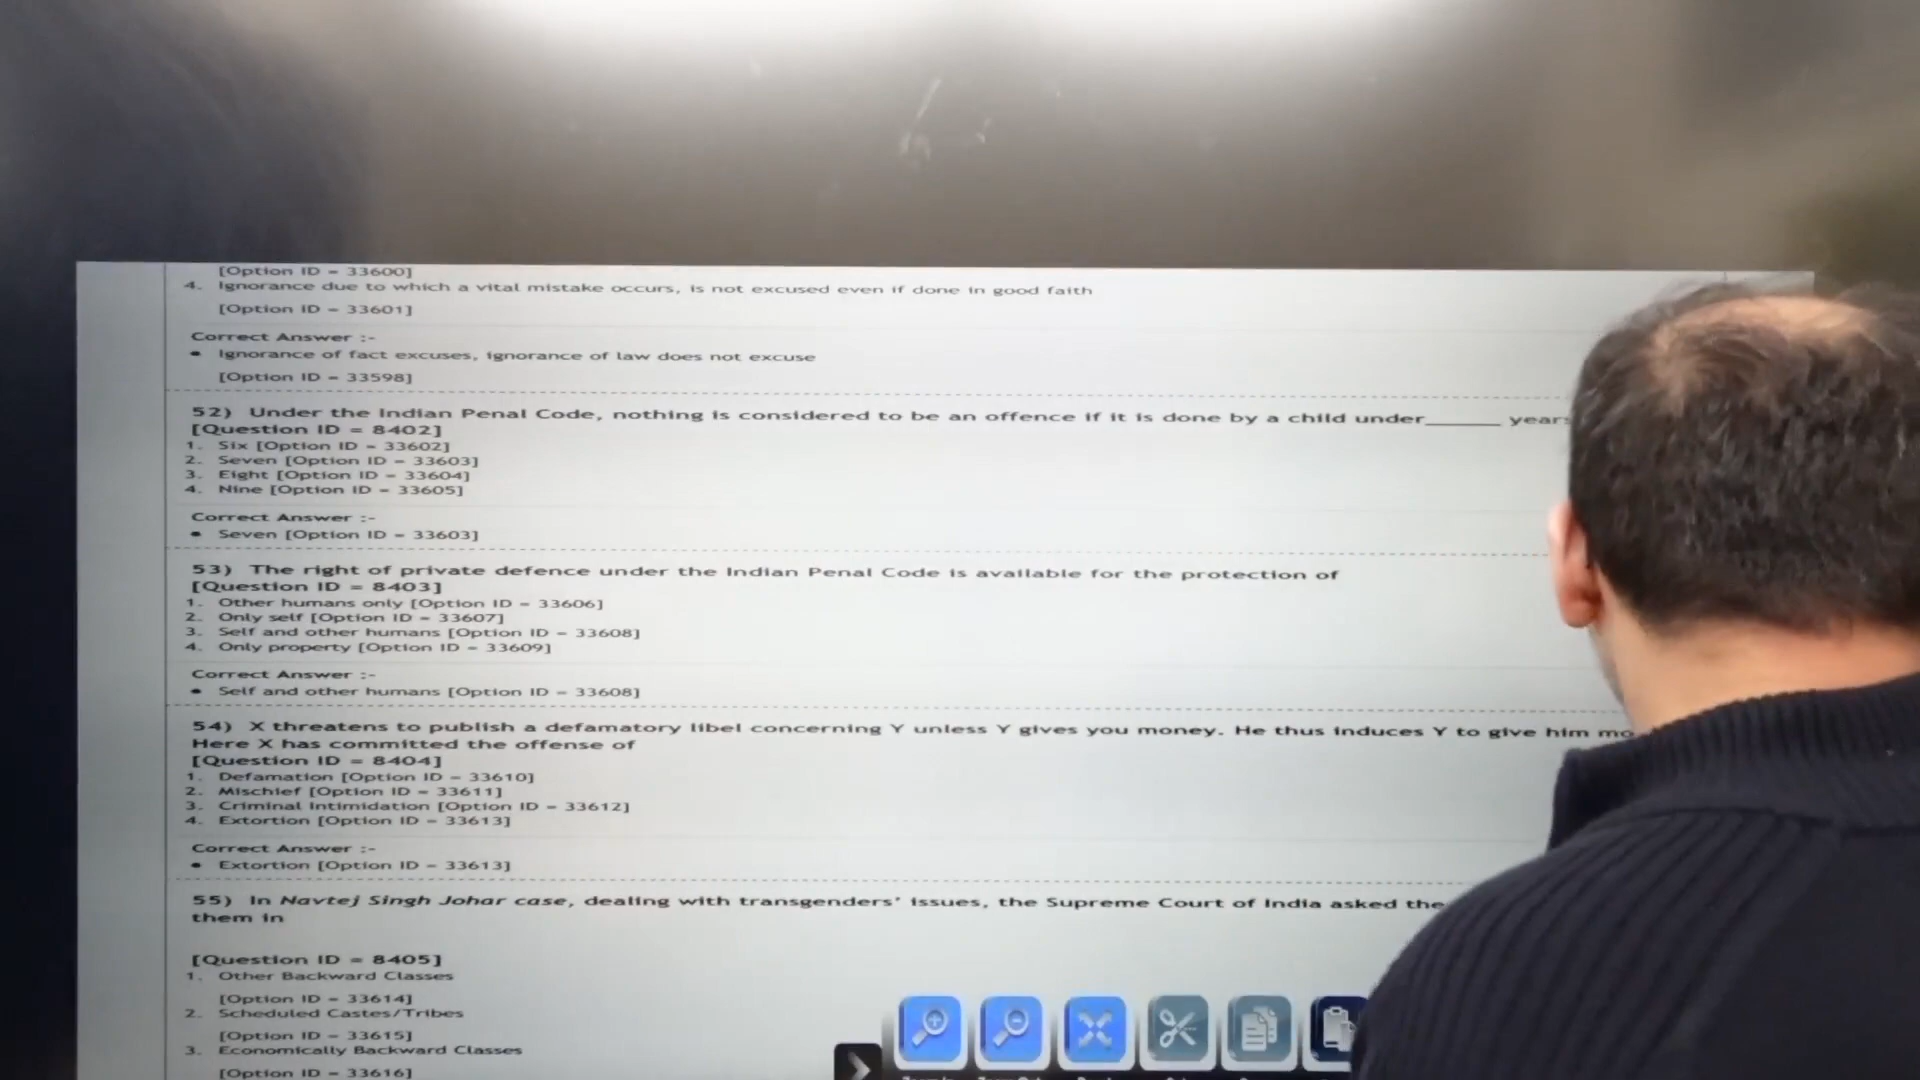 [Option ID = 33600]
4. Ignorance due to which a vital mistake occurs, is not excused even if done in good faith
[Option ID = 33601]
Correct Answer :-
• Ignorance of fact excuses, ignorance of law does not excuse
[Option ID = 33598]
52) Under the Indian Penal Code, nothing is considered to be an offence if it is done by a child under______ years
[Question ID = 8402]
1. Six [Option ID = 33602]
2. Seven [Option ID = 33603]
3. Eight [Option ID = 33604]
4. Nine [Option ID = 33605]
Correct Answer :-
• Seven [Option ID = 33603]
53) The right of private defence under the Indian Penal Code is available for the protection of
[Question ID = 8403]
1. Other humans only [Option ID = 33606]
2. Only self [Option ID = 33607]
3. Self and other humans [Option ID = 33608]
4. Only property [Option ID = 33609]
Correct Answer :-
• Self and other humans [Option ID = 33608]
54) X threatens to publish a defamatory libel concerning Y unless Y gives you money. He thus induces Y to give him
Here X has committed the offense of
[Question ID = 8404]
1. Defamation [Option ID = 33610]
2. Mischief [Option ID = 33611]
3. Criminal Intimidation [Option ID = 33612]
4. Extortion [Option ID = 33613]
Correct Answer :-
• Extortion [Option ID = 33613]
55) In Navtej Singh Johar case, dealing with transgenders' issues, the Supreme Court of India asked the
them in
[Question ID = 8405]
1. Other Backward Classes
[Option ID = 33614]
2. Scheduled Castes/Tribes
[Option ID = 33615]
3. Economically Backward Classes
[Option ID = 33616]